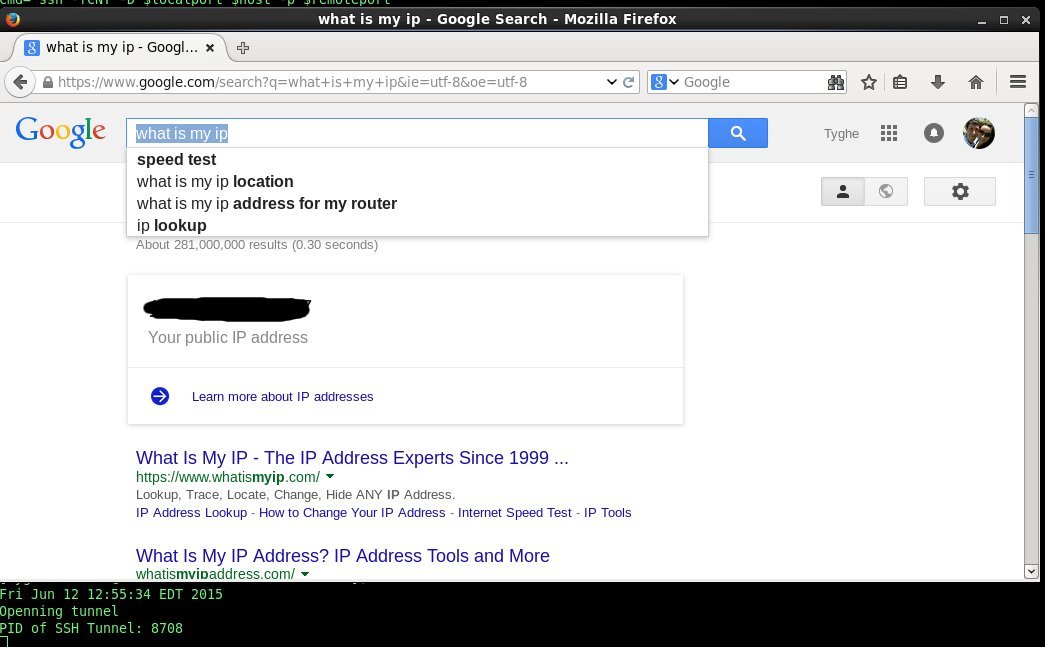 cmd="ssh -fCNT -D $localport $host -p $remoteport"
what is my ip - Google Search - Mozilla Firefox
what is my ip - Googl...
https://www.google.com/search?q=what+is+my+ip&ie=utf-8&oe=utf-8
Google
Google
what is my ip
Tyghe
speed test
what is my ip location
what is my ip address for my router
ip lookup
About 281,000,000 results (0.30 seconds)
Your public IP address
Learn more about IP addresses
What Is My IP - The IP Address Experts Since 1999 ...
https://www.whatismyip.com/
Lookup, Trace, Locate, Change, Hide ANY IP Address.
IP Address Lookup - How to Change Your IP Address - Internet Speed Test - IP Tools
What Is My IP Address? IP Address Tools and More
whatismyipaddress.com/
Fri Jun 12 12:55:34 EDT 2015
Openning tunnel
PID of SSH Tunnel: 8708